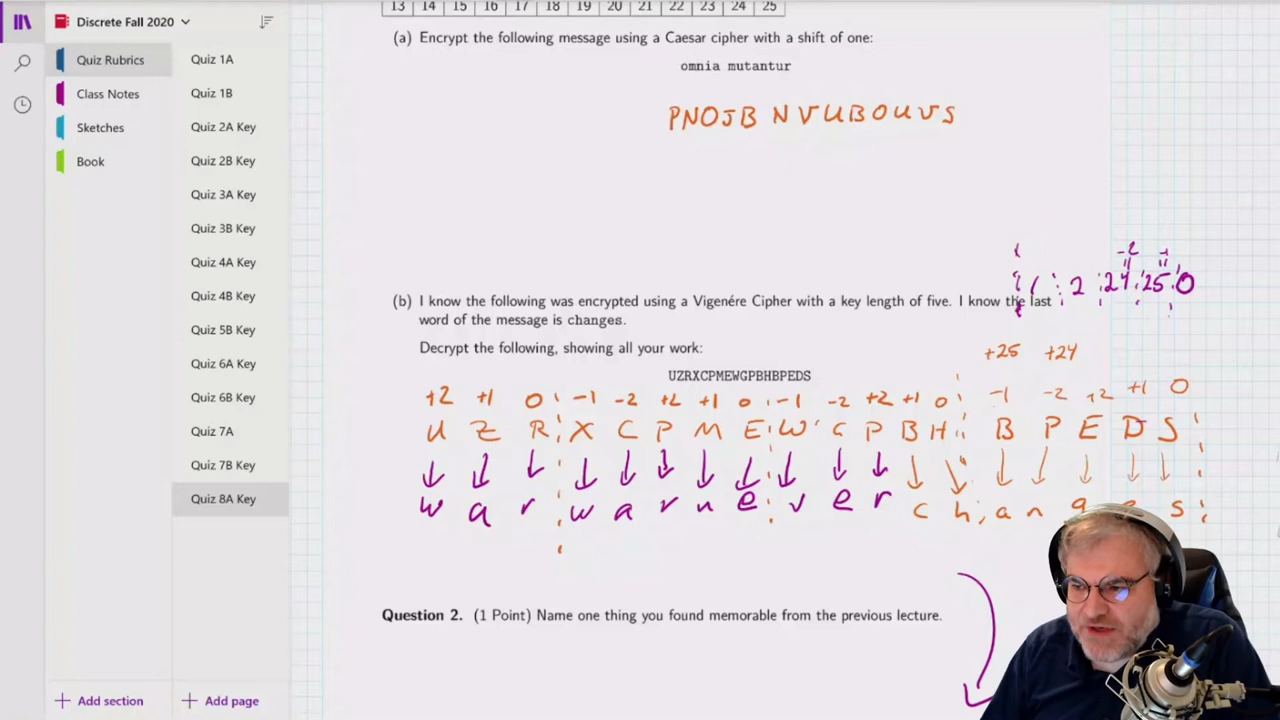 Discrete Fall 2020
Quiz Rubrics
Class Notes
Sketches
Book
Quiz 1A
Quiz 1B
Quiz 2A Key
Quiz 2B Key
Quiz 3A Key
Quiz 3B Key
Quiz 4A Key
Quiz 4B Key
Quiz 5B Key
Quiz 6A Key
Quiz 6B Key
Quiz 7A
Quiz 7B Key
Quiz 8A Key
Add section
Add page
13 14 15 16 17 18 19 20 21 22 23 24 25
(a) Encrypt the following message using a Caesar cipher with a shift of one:
omnia mutantur
PNOJB NVUBOUVS
-2 -1
1 2 24 25 0
(b) I know the following was encrypted using a Vigenére Cipher with a key length of five. I know the last
word of the message is changes.
Decrypt the following, showing all your work:
+25 +24
UZRXCPMEWGPBHBPEDS
+2 +1 0 -1 -2 +2 +1 0 -1 -2 +2 +1 0 -1 -2 +2 +1 0
U Z R X C P M E W G P B H B P E D S
w a r w a r n e v e r c h a n g s
Question 2. (1 Point) Name one thing you found memorable from the previous lecture.